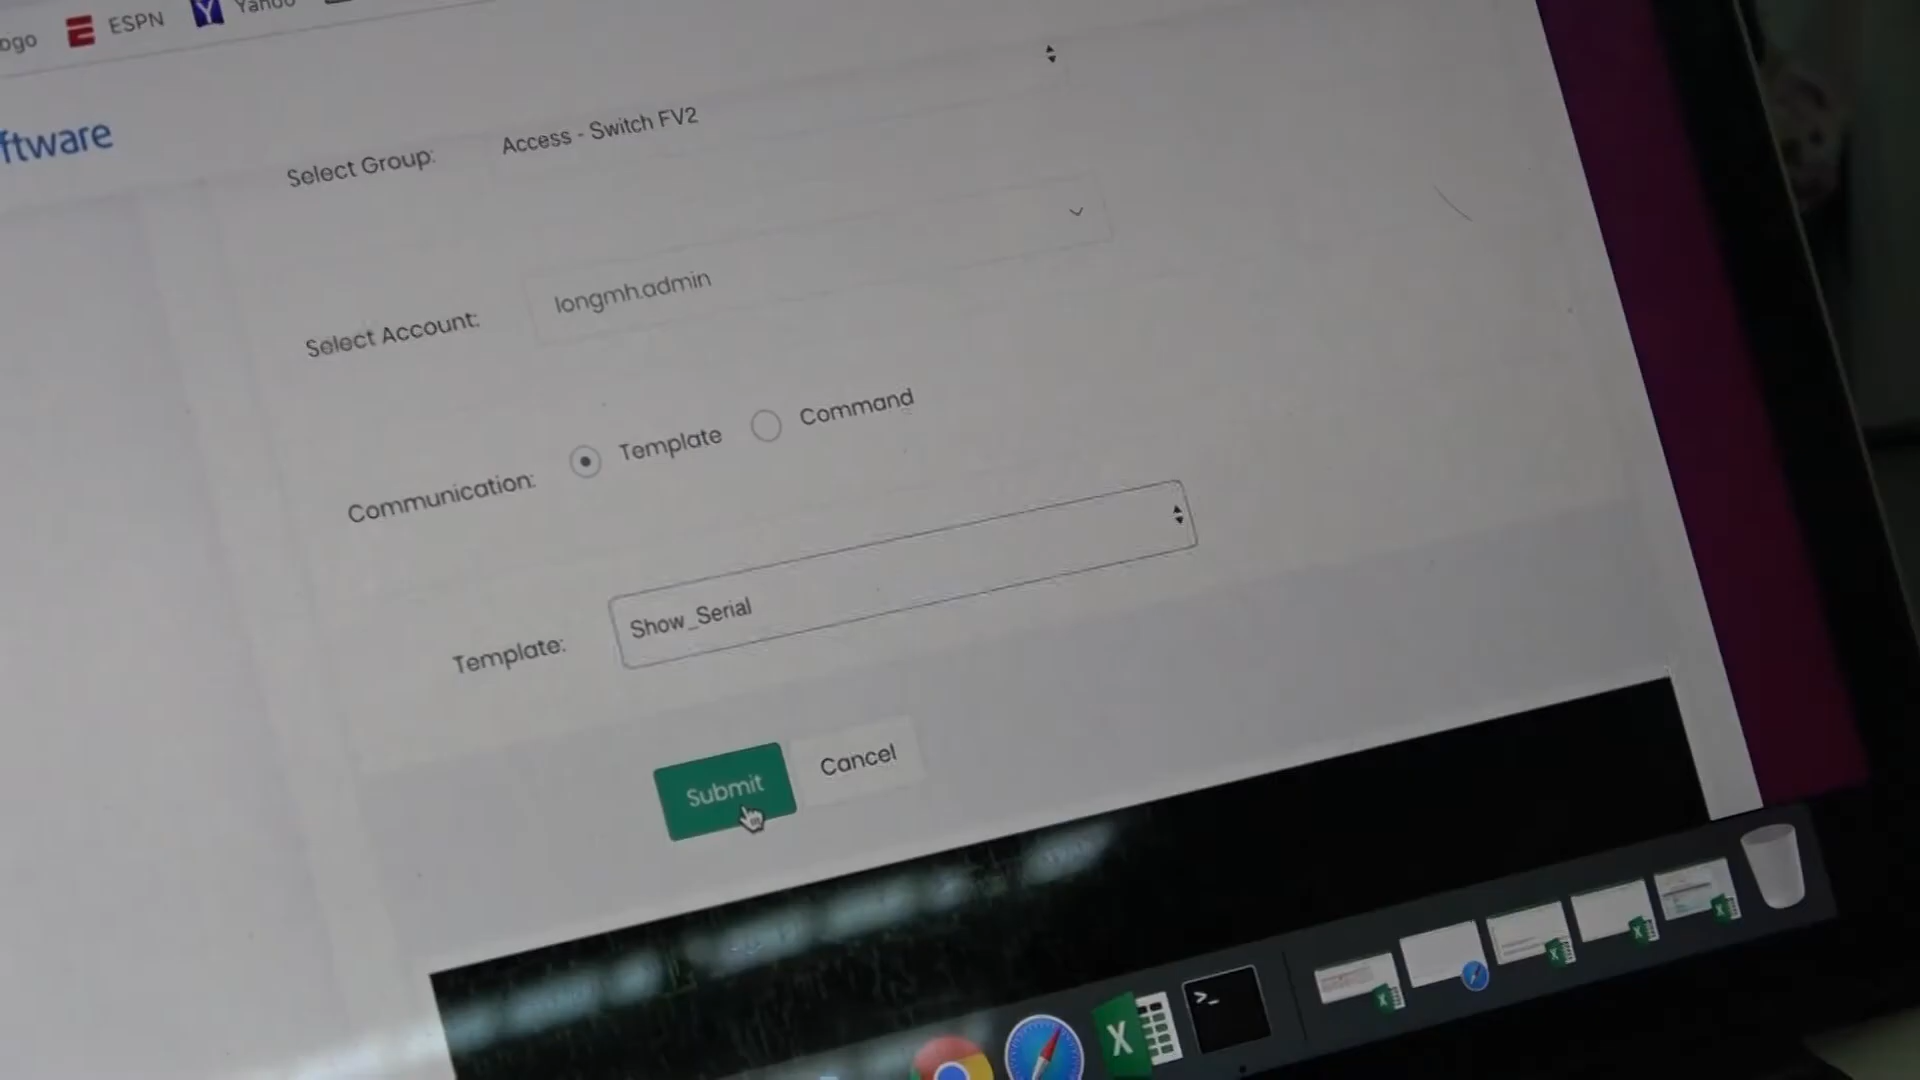 ogo ESPN Yahoo
ftware
Select Group: Access - Switch FV2
Select Account: longmh.admin
Communication: Template Command
Template: Show_Serial
Submit Cancel